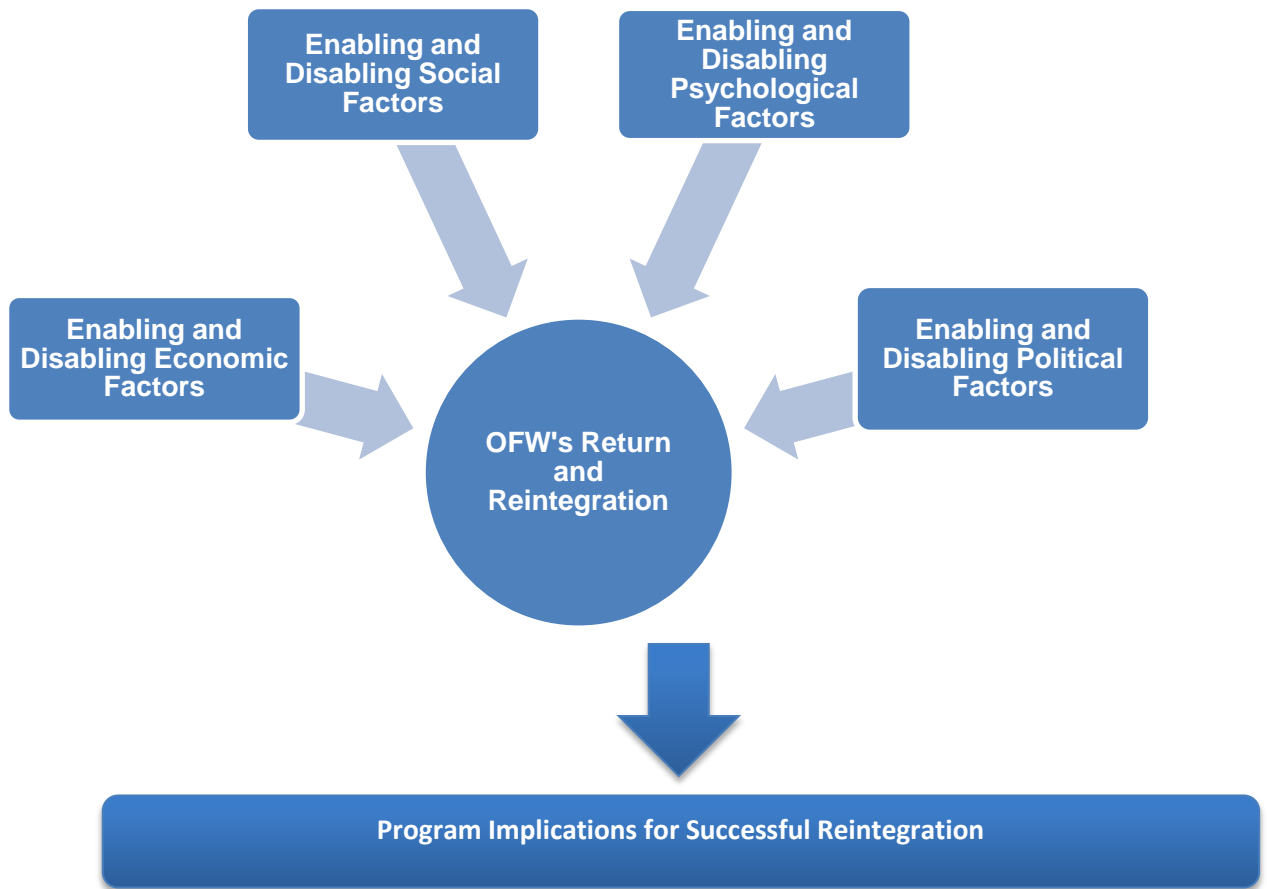 Enabling and
Disabling Social
Factors
Enabling and
Disabling
Psychological
Factors
Enabling and
Disabling Economic
Factors
Enabling and
Disabling Political
Factors
OFW's Return
and
Reintegration
Program Implications for Successful Reintegration